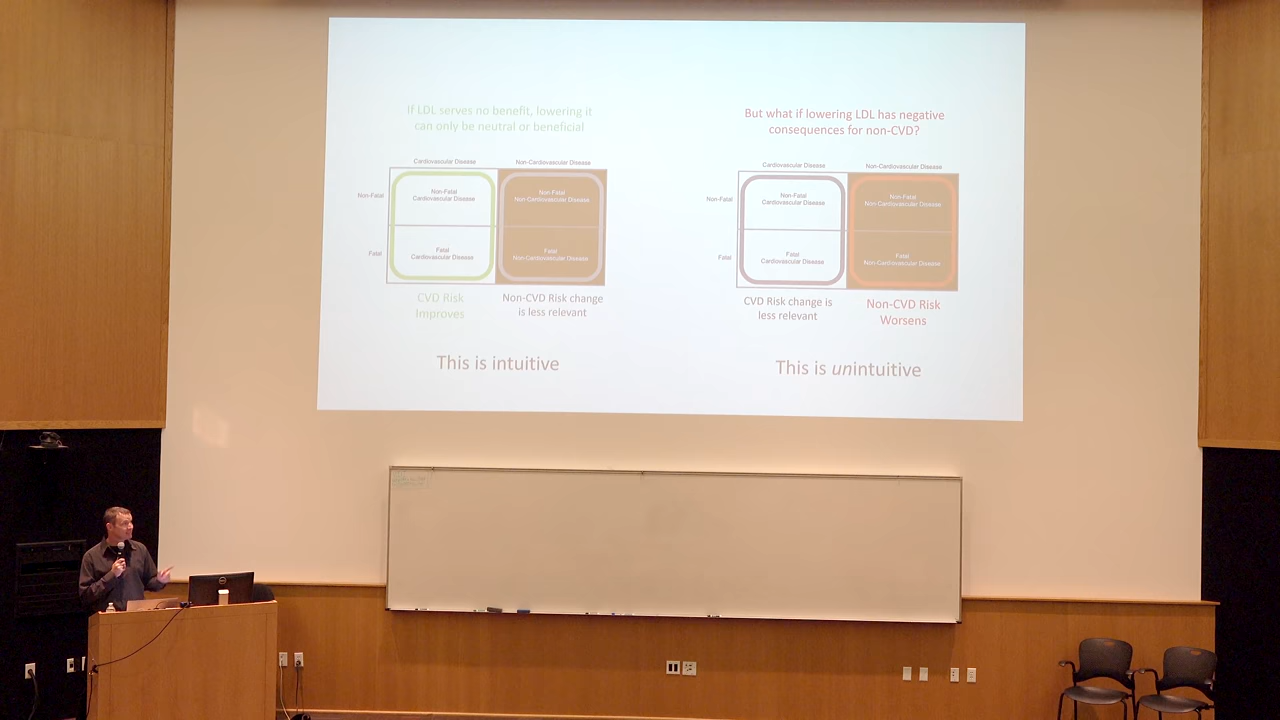 If LDL serves no benefit, lowering it
can only be neutral or beneficial
Cardiovascular Disease
Non-Cardiovascular Disease
Non-Fatal
Non-Fatal
Cardiovascular Disease
Non-Fatal
Non-Cardiovascular Disease
Fatal
Fatal
Cardiovascular Disease
Fatal
Non-Cardiovascular Disease
CVD Risk
Improves
Non-CVD Risk change
is less relevant
This is intuitive
But what if lowering LDL has negative
consequences for non-CVD?
Cardiovascular Disease
Non-Cardiovascular Disease
Non-Fatal
Non-Fatal
Cardiovascular Disease
Non-Fatal
Non-Cardiovascular Disease
Fatal
Fatal
Cardiovascular Disease
Fatal
Non-Cardiovascular Disease
CVD Risk change is
less relevant
Non-CVD Risk
Worsens
This is unintuitive